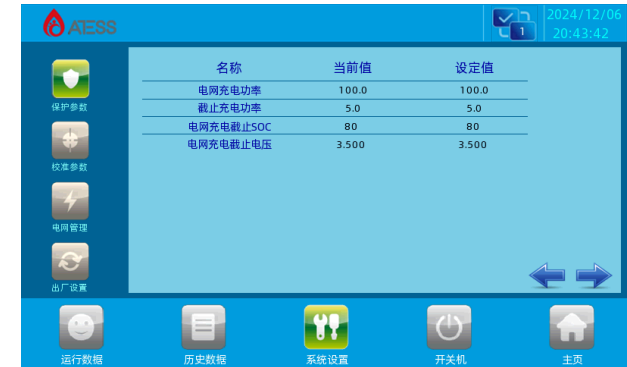 ATESS
1
2024/12/06
20:43:42
名称 当前值 设定值
电网充电功率 100.0 100.0
截止充电功率 5.0 5.0
电网充电截止SOC 80 80
电网充电截止电压 3.500 3.500
保护参数
校准参数
电网管理
出厂设置
运行数据 历史数据 系统设置 开关机 主页